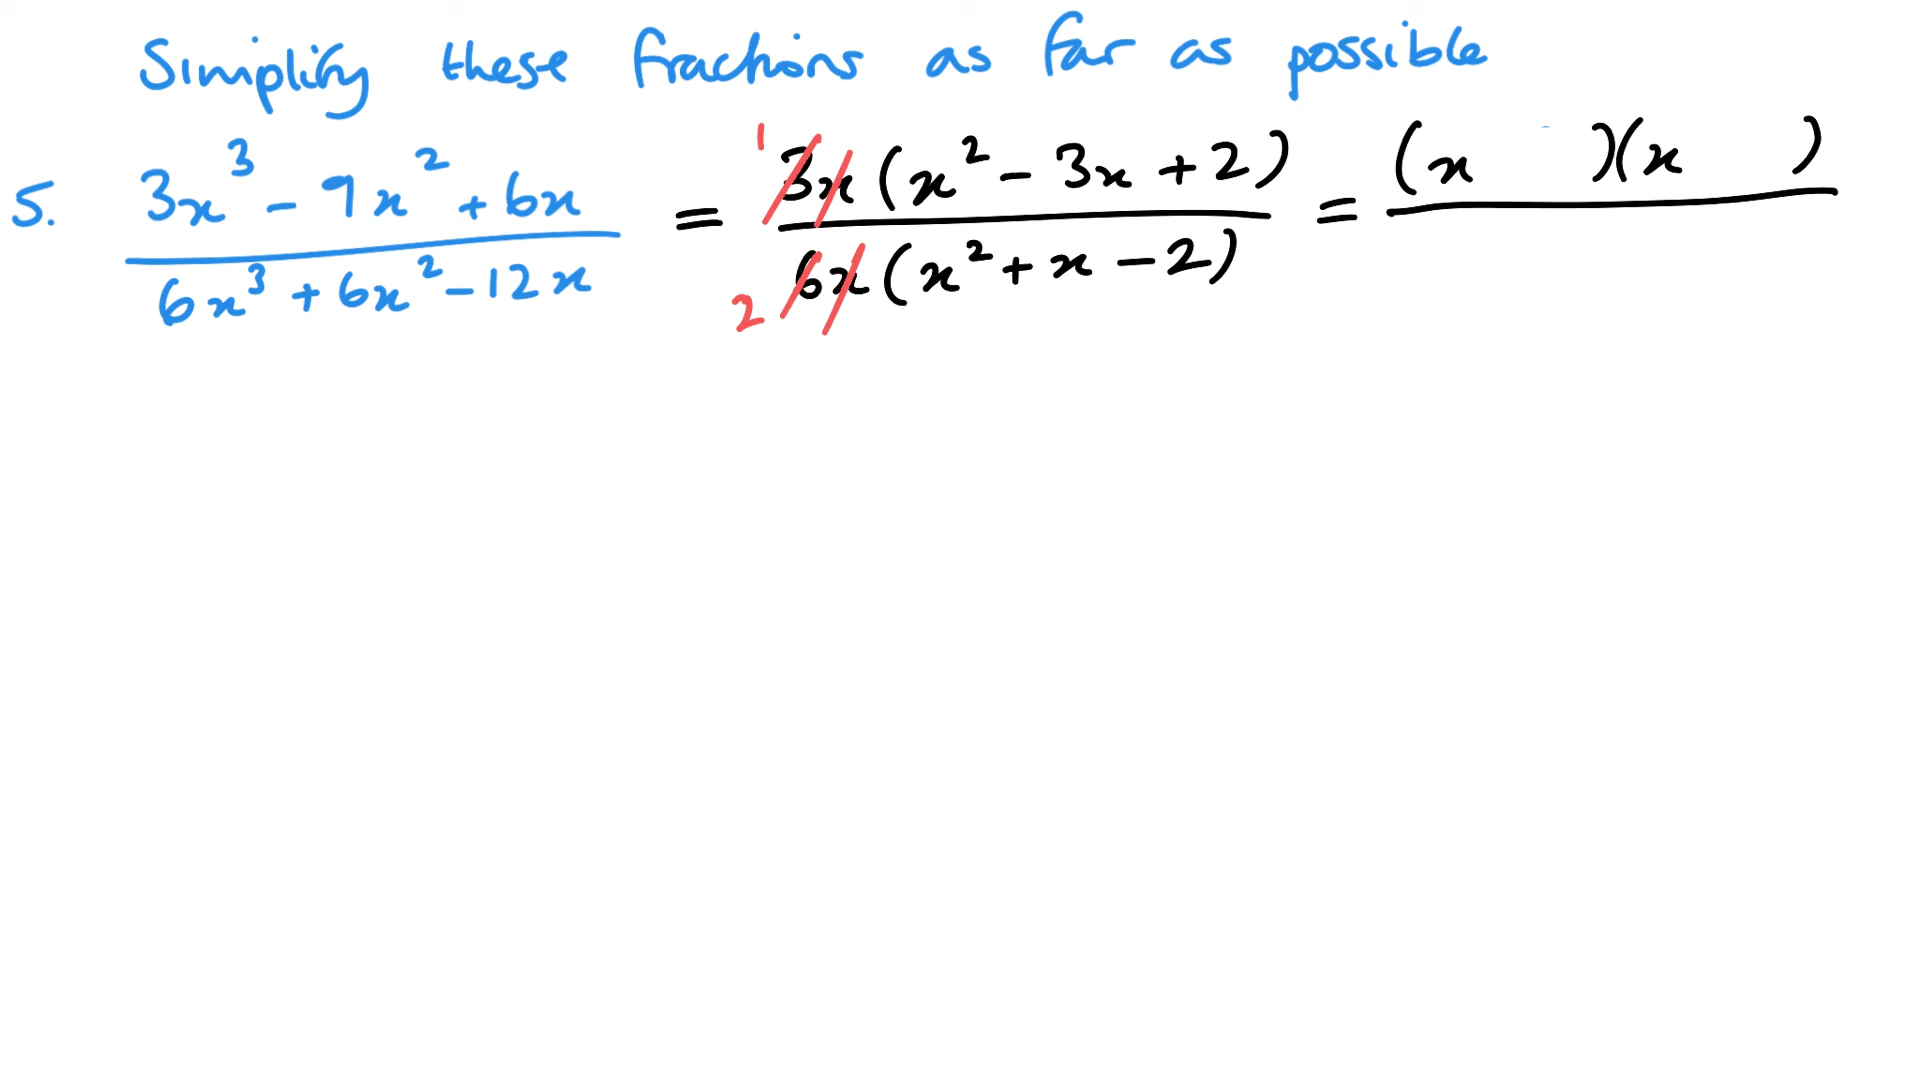 Simplify these fractions as far as possible
5. (3x³ - 9x² + 6x)/(6x³ + 6x² - 12x) = 1 3x(x² - 3x + 2)/2 6x(x² + x - 2) = (x )(x )